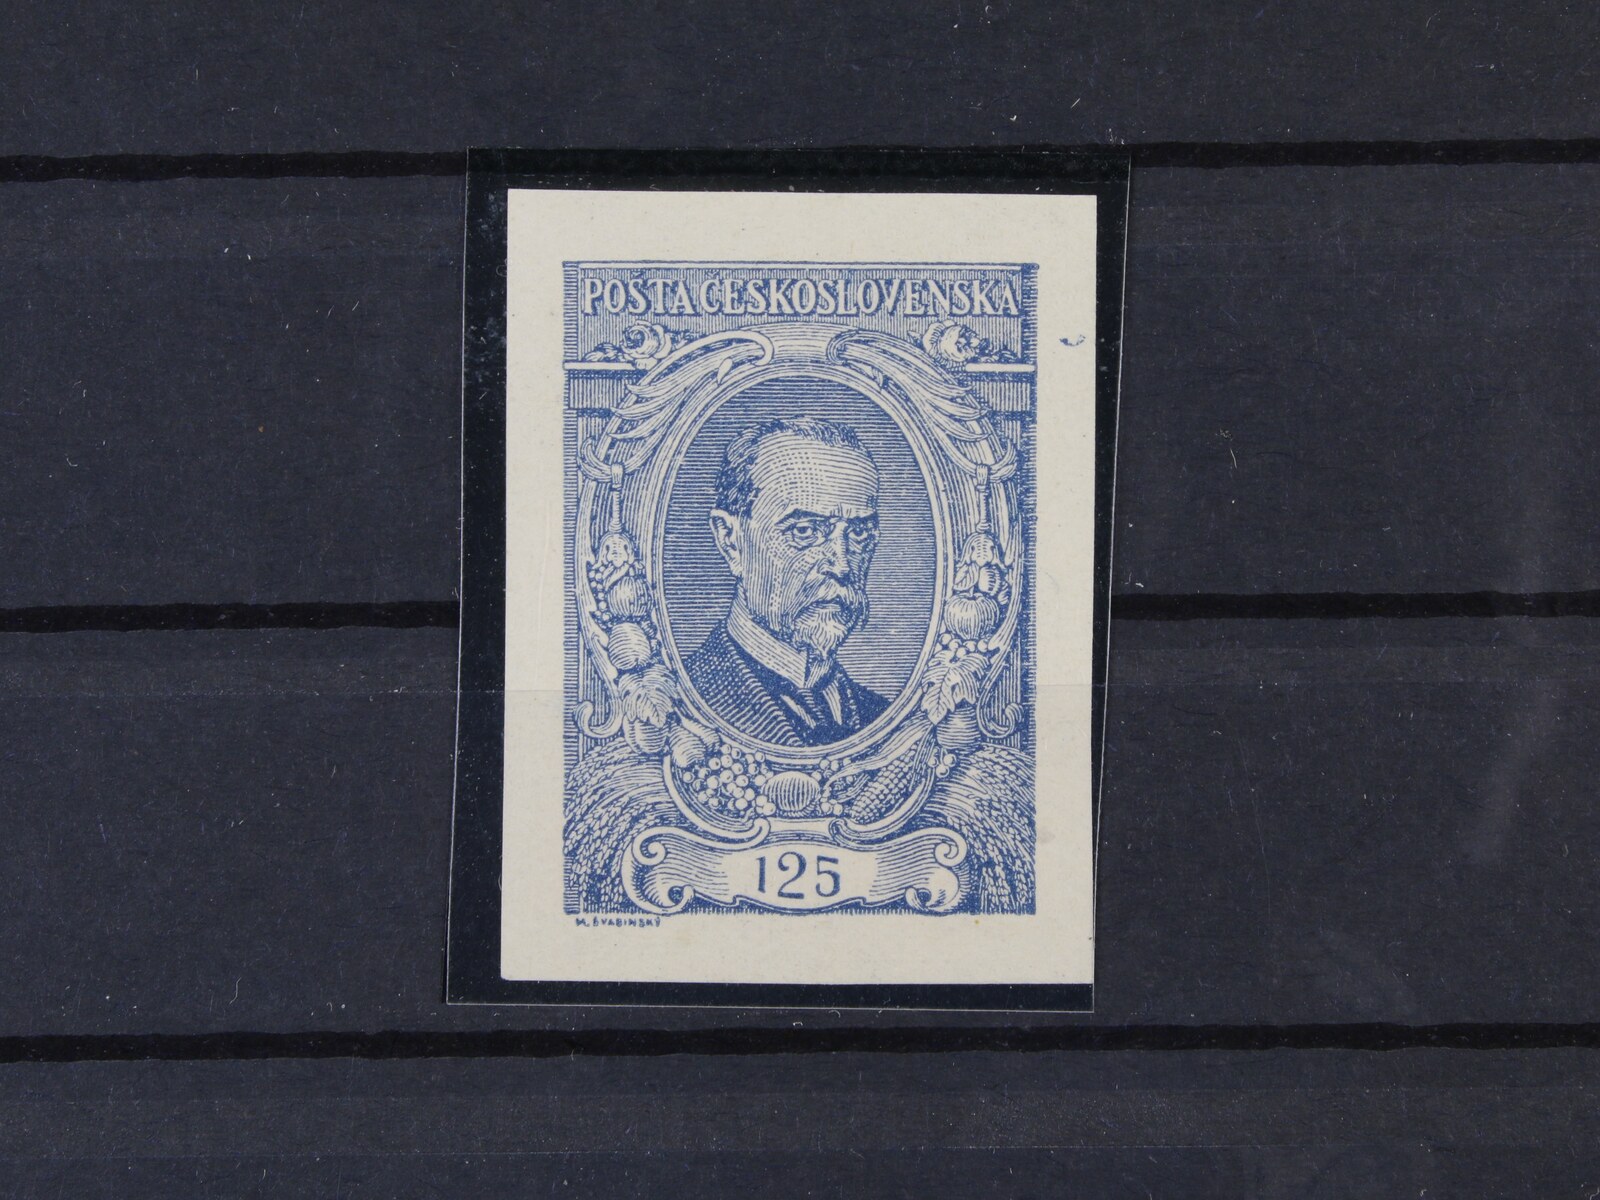 POŠTA ČESKOSLOVENSKÁ
125
M. ŠVABINSKÝ